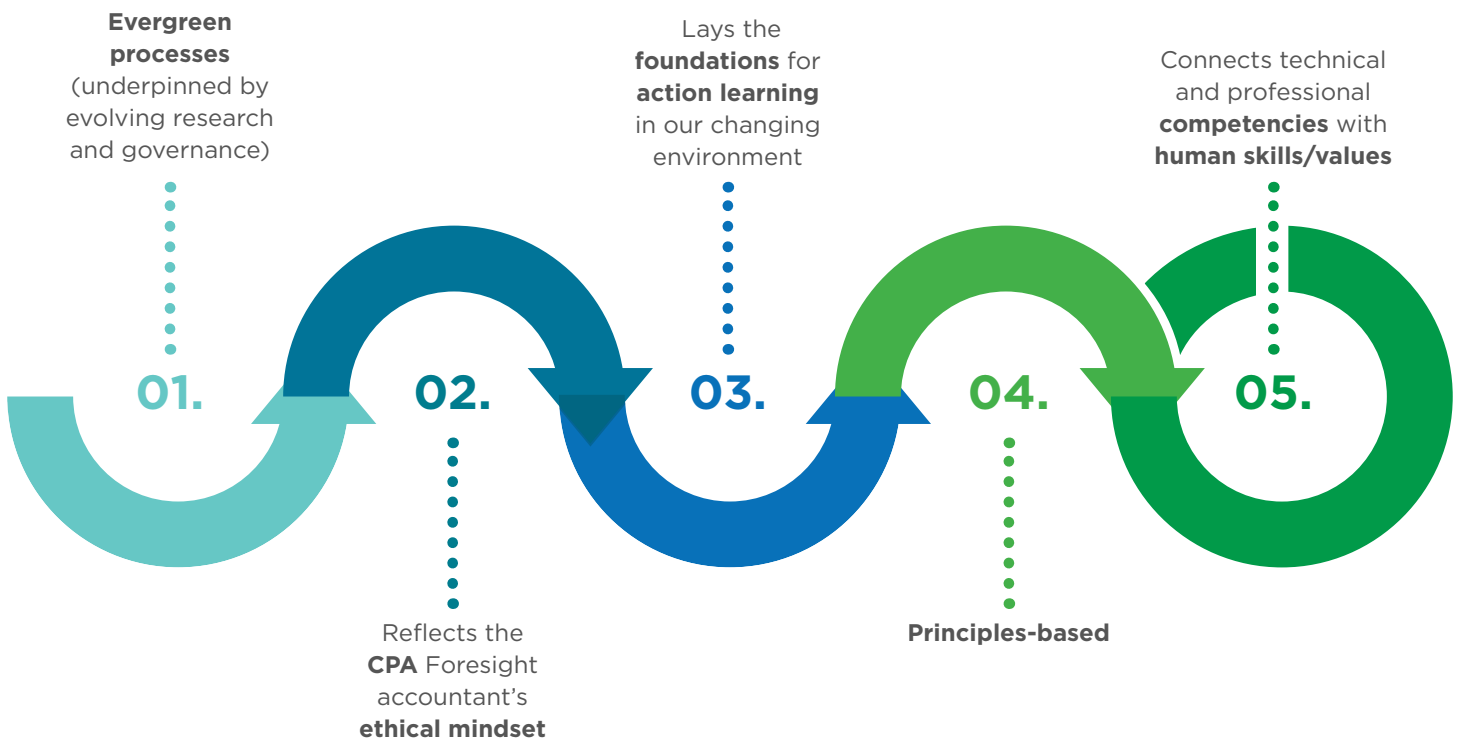 Evergreen
processes
(underpinned by
evolving research
and governance)
01.
Reflects the
CPA Foresight
accountant's
ethical mindset
02.
Lays the
foundations for
action learning
in our changing
environment
03.
Principles-based
04.
Connects technical
and professional
competencies with
human skills/values
05.